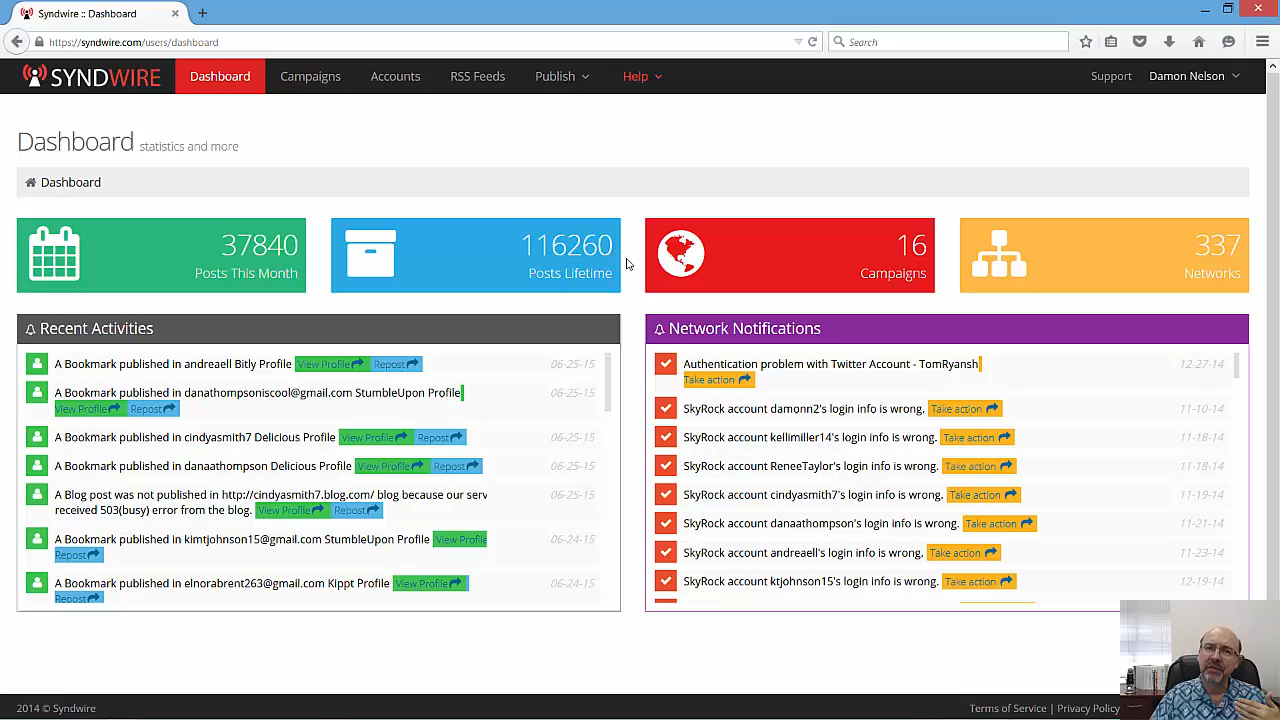 Syndwire :: Dashboard
https://syndwire.com/users/dashboard
Search
SYNDWIRE
Dashboard
Campaigns
Accounts
RSS Feeds
Publish
Help
Support
Damon Nelson
Dashboard statistics and more
Dashboard
37840
Posts This Month
116260
Posts Lifetime
16
Campaigns
337
Networks
Recent Activities
A Bookmark published in andreaell Bitly Profile View Profile Repost 06-25-15
A Bookmark published in danathompsoniscool@gmail.com StumbleUpon Profile 06-25-15
View Profile Repost
A Bookmark published in cindyasmith7 Delicious Profile View Profile Repost 06-25-15
A Bookmark published in danaathompson Delicious Profile View Profile Repost 06-25-15
A Blog post was not published in http://cindyasmith7.blog.com/ blog because our serv 06-25-15
received 503(busy) error from the blog. View Profile Repost
A Bookmark published in kimtjohnson15@gmail.com StumbleUpon Profile View Profile 06-24-15
Repost
A Bookmark published in elnorabrent263@gmail.com Kippt Profile View Profile 06-24-15
Repost
Network Notifications
Authentication problem with Twitter Account - TomRyansh 12-27-14
Take action
SkyRock account damonn2's login info is wrong. Take action 11-10-14
SkyRock account kellimiller14's login info is wrong. Take action 11-18-14
SkyRock account ReneeTaylor's login info is wrong. Take action 11-18-14
SkyRock account cindyasmith7's login info is wrong. Take action 11-19-14
SkyRock account danaathompson's login info is wrong. Take action 11-21-14
SkyRock account andreaell's login info is wrong. Take action 11-23-14
SkyRock account ktjohnson15's login info is wrong. Take action 12-19-14
2014 © Syndwire
Terms of Service | Privacy Policy